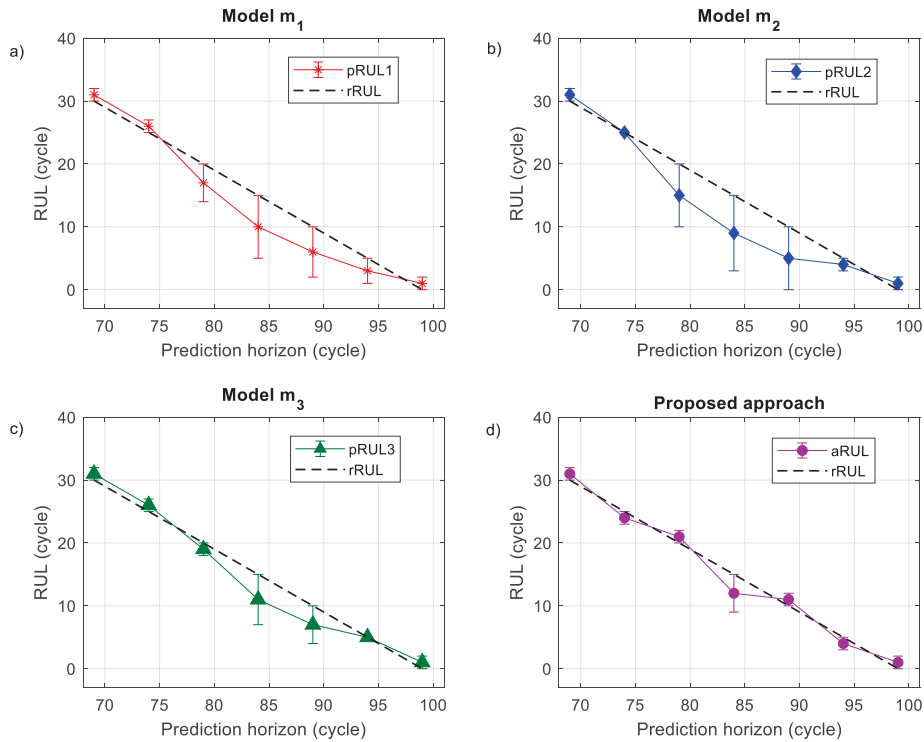 Model m1
a)
40
30
20
10
0
RUL (cycle)
pRUL1
rRUL
70 75 80 85 90 95 100
Prediction horizon (cycle)
Model m2
b)
40
30
20
10
0
RUL (cycle)
pRUL2
rRUL
70 75 80 85 90 95 100
Prediction horizon (cycle)
Model m3
c)
40
30
20
10
0
RUL (cycle)
pRUL3
rRUL
70 75 80 85 90 95 100
Prediction horizon (cycle)
Proposed approach
d)
40
30
20
10
0
RUL (cycle)
aRUL
rRUL
70 75 80 85 90 95 100
Prediction horizon (cycle)